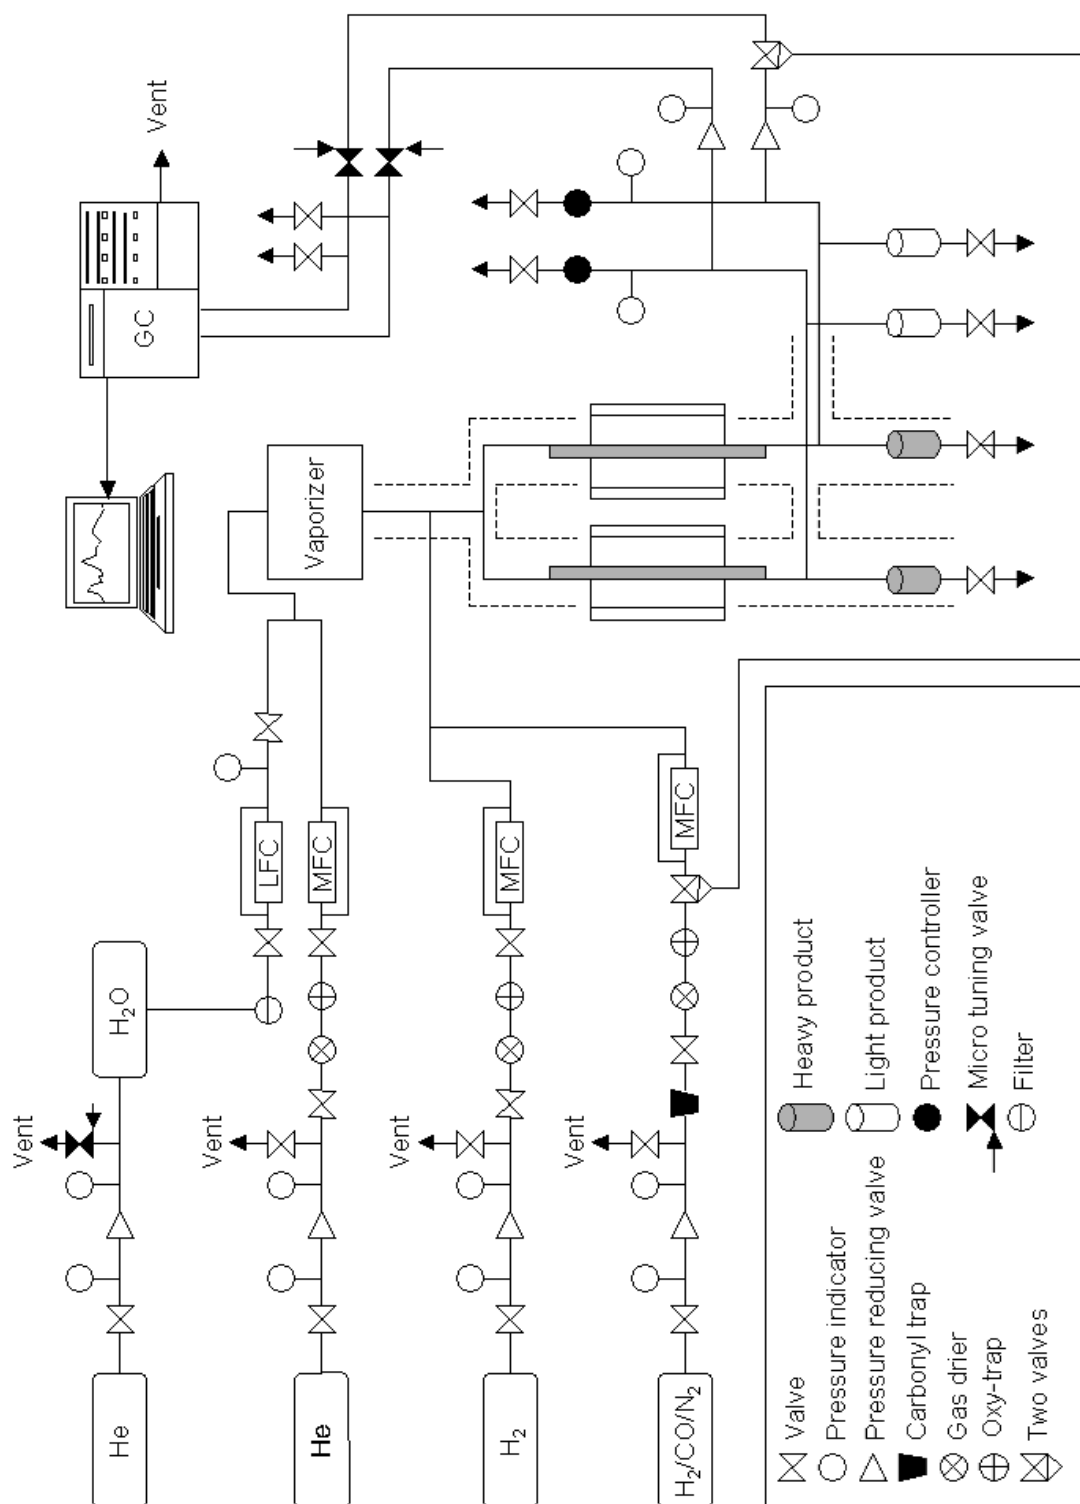 He
Vent
H₂O
LFC
He
Vent
MFC
H₂
Vent
MFC
H₂/CO/N₂
Vent
MFC
Vaporizer
GC
Vent
Valve
Pressure indicator
Pressure reducing valve
Carbonyl trap
Gas drier
Oxy-trap
Two valves
Heavy product
Light product
Pressure controller
Micro tuning valve
Filter